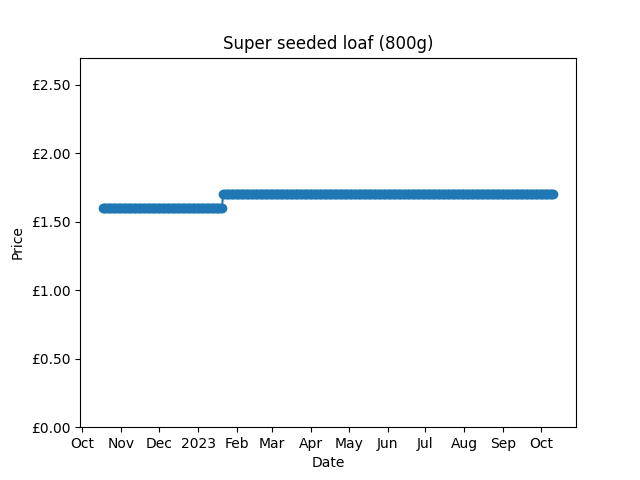 Super seeded loaf (800g)
£2.50
£2.00
£1.50
£1.00
£0.50
£0.00
Price
Oct Nov Dec 2023 Feb Mar Apr May Jun Jul Aug Sep Oct
Date